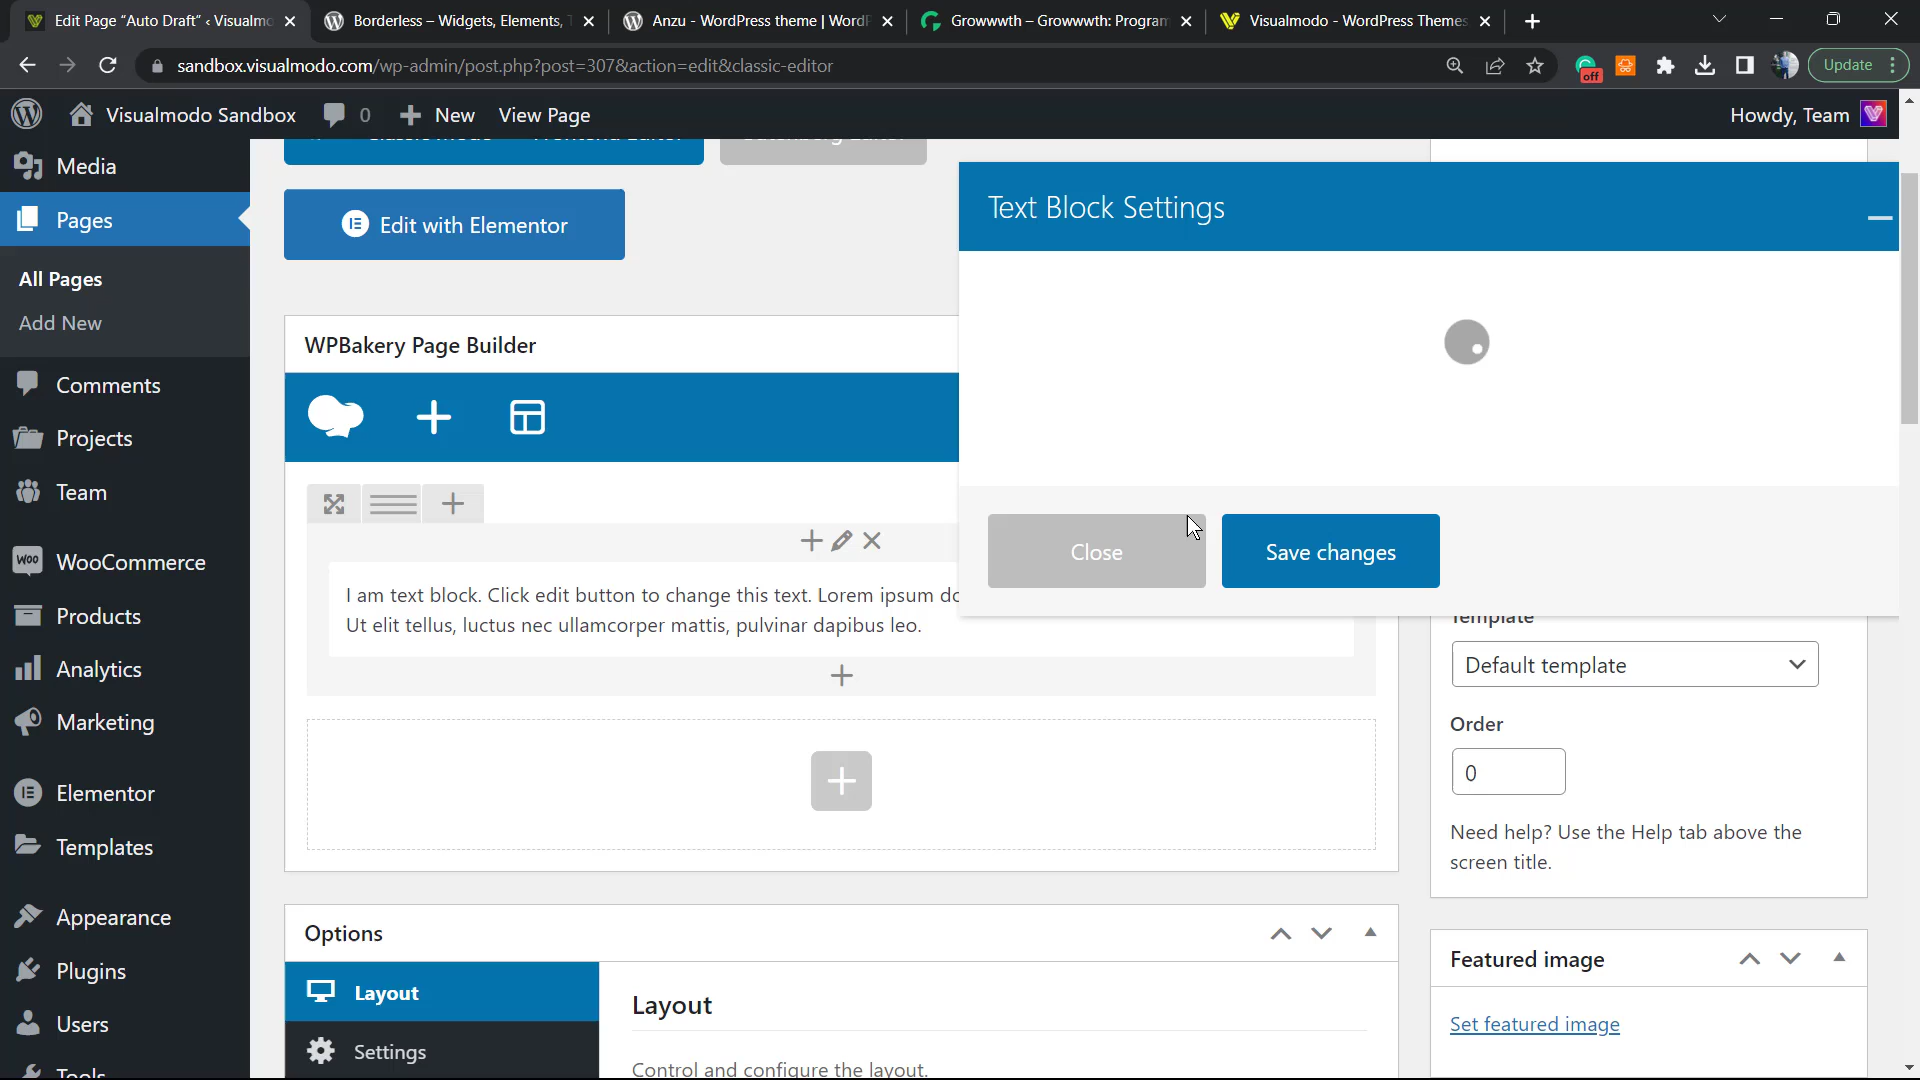 Edit Page “Auto Draft” ‹ Visualmo
Borderless – Widgets, Elements, T
Anzu - WordPress theme | WordP
Growwwth – Growwwth: Program
Visualmodo - WordPress Themes
sandbox.visualmodo.com/wp-admin/post.php?post=307&action=edit&classic-editor
off
Update
Visualmodo Sandbox
0
New
View Page
Howdy, Team
Media
Pages
All Pages
Add New
Comments
Projects
Team
WooCommerce
Products
Analytics
Marketing
Elementor
Templates
Appearance
Plugins
Users
Tools
Edit with Elementor
WPBakery Page Builder
I am text block. Click edit button to change this text. Lorem ipsum do
Ut elit tellus, luctus nec ullamcorper mattis, pulvinar dapibus leo.
Text Block Settings
Close
Save changes
Template
Default template
Order
0
Need help? Use the Help tab above the
screen title.
Options
Layout
Settings
Layout
Control and configure the layout.
Featured image
Set featured image